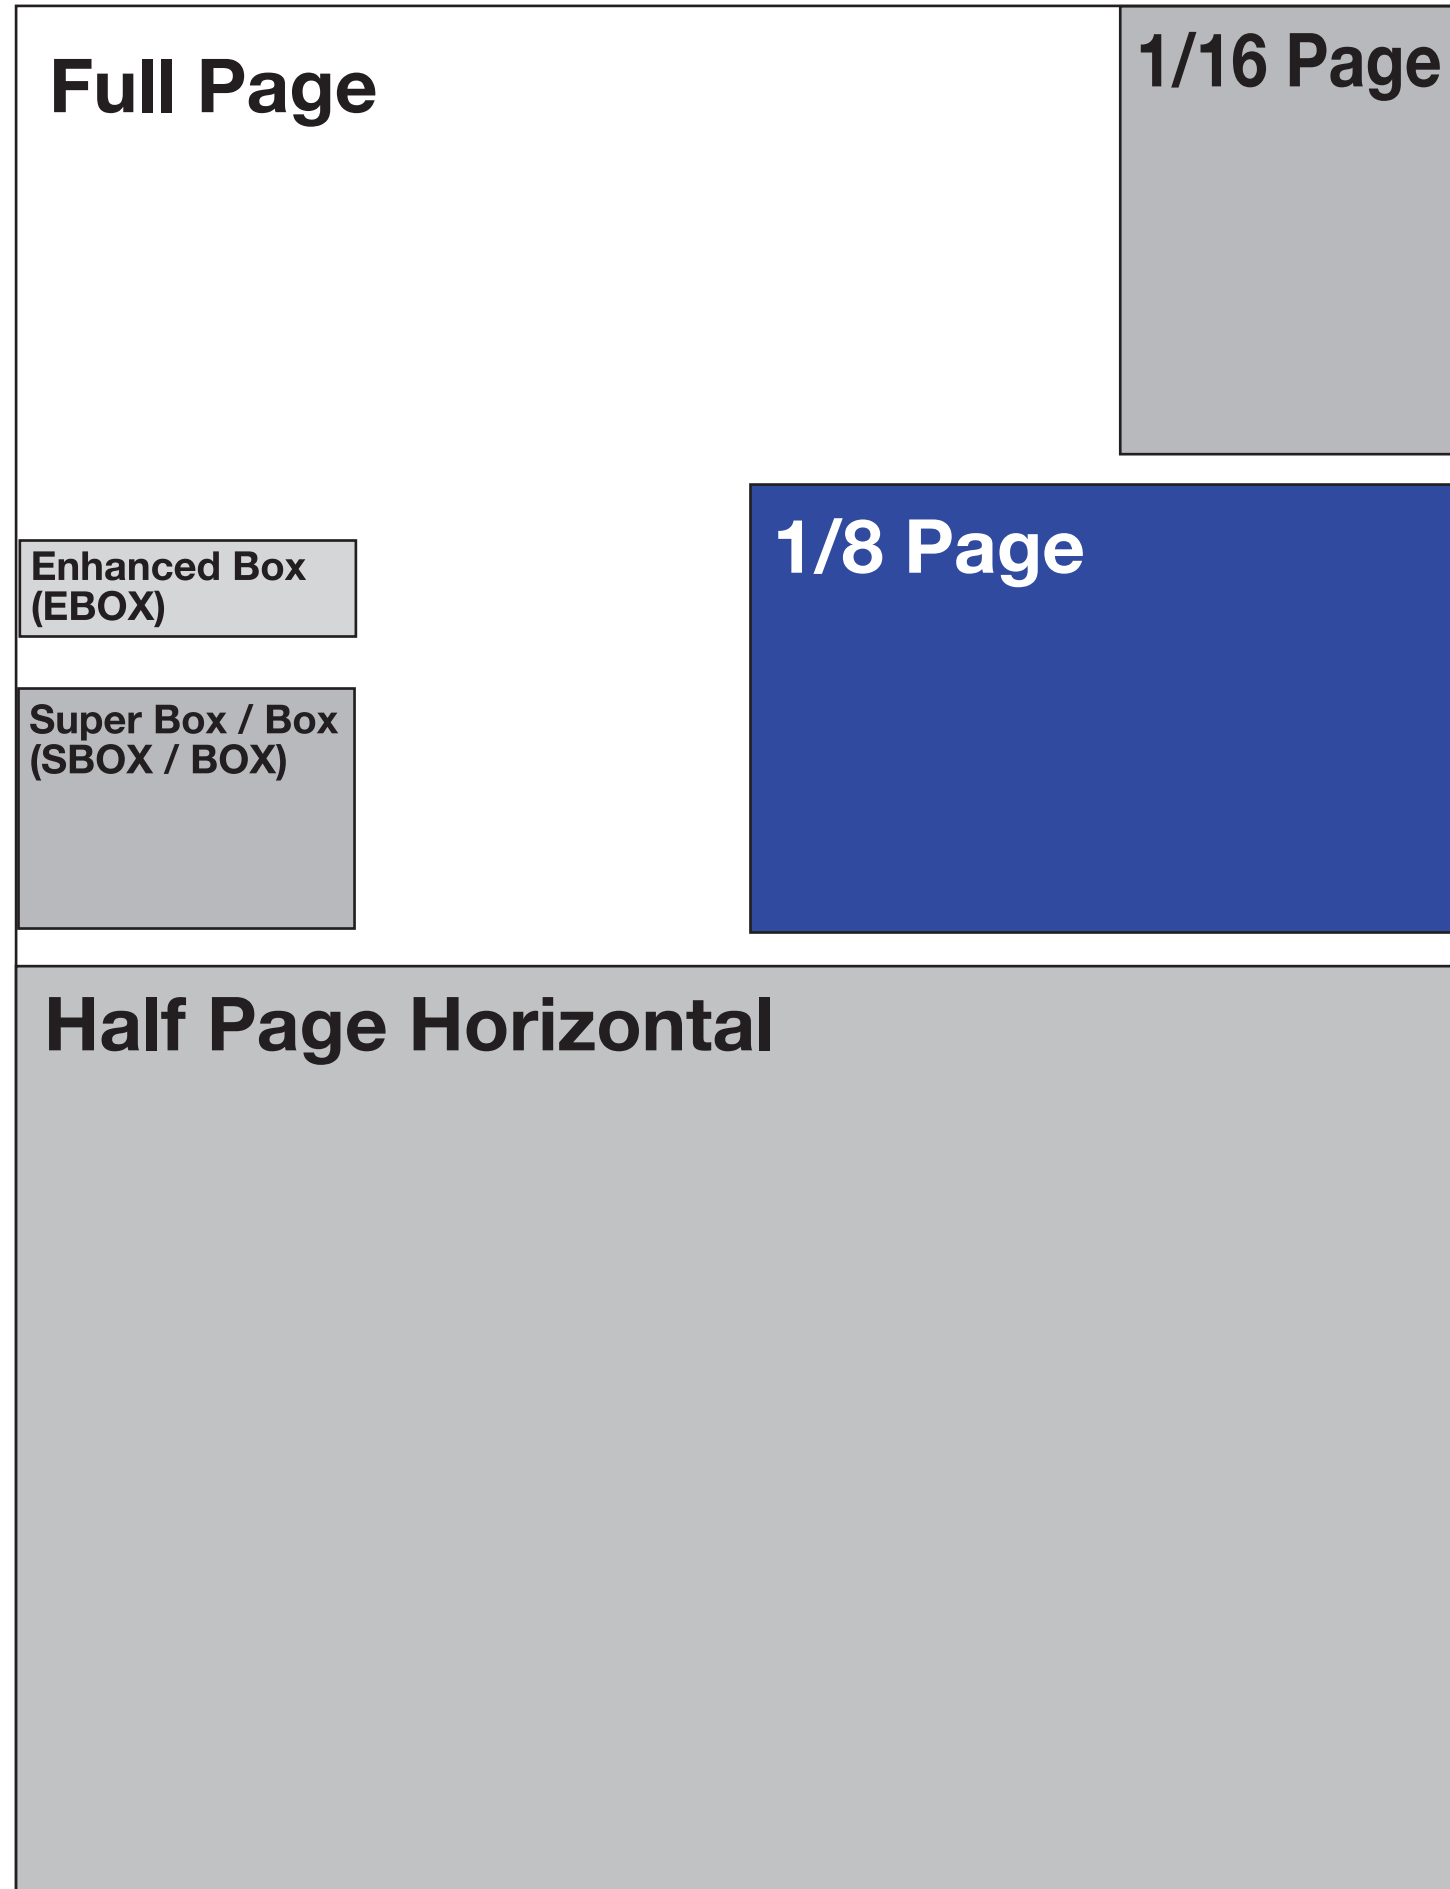 Full Page
1/16 Page
1/8 Page
Enhanced Box
(EBOX)
Super Box / Box
(SBOX / BOX)
Half Page Horizontal